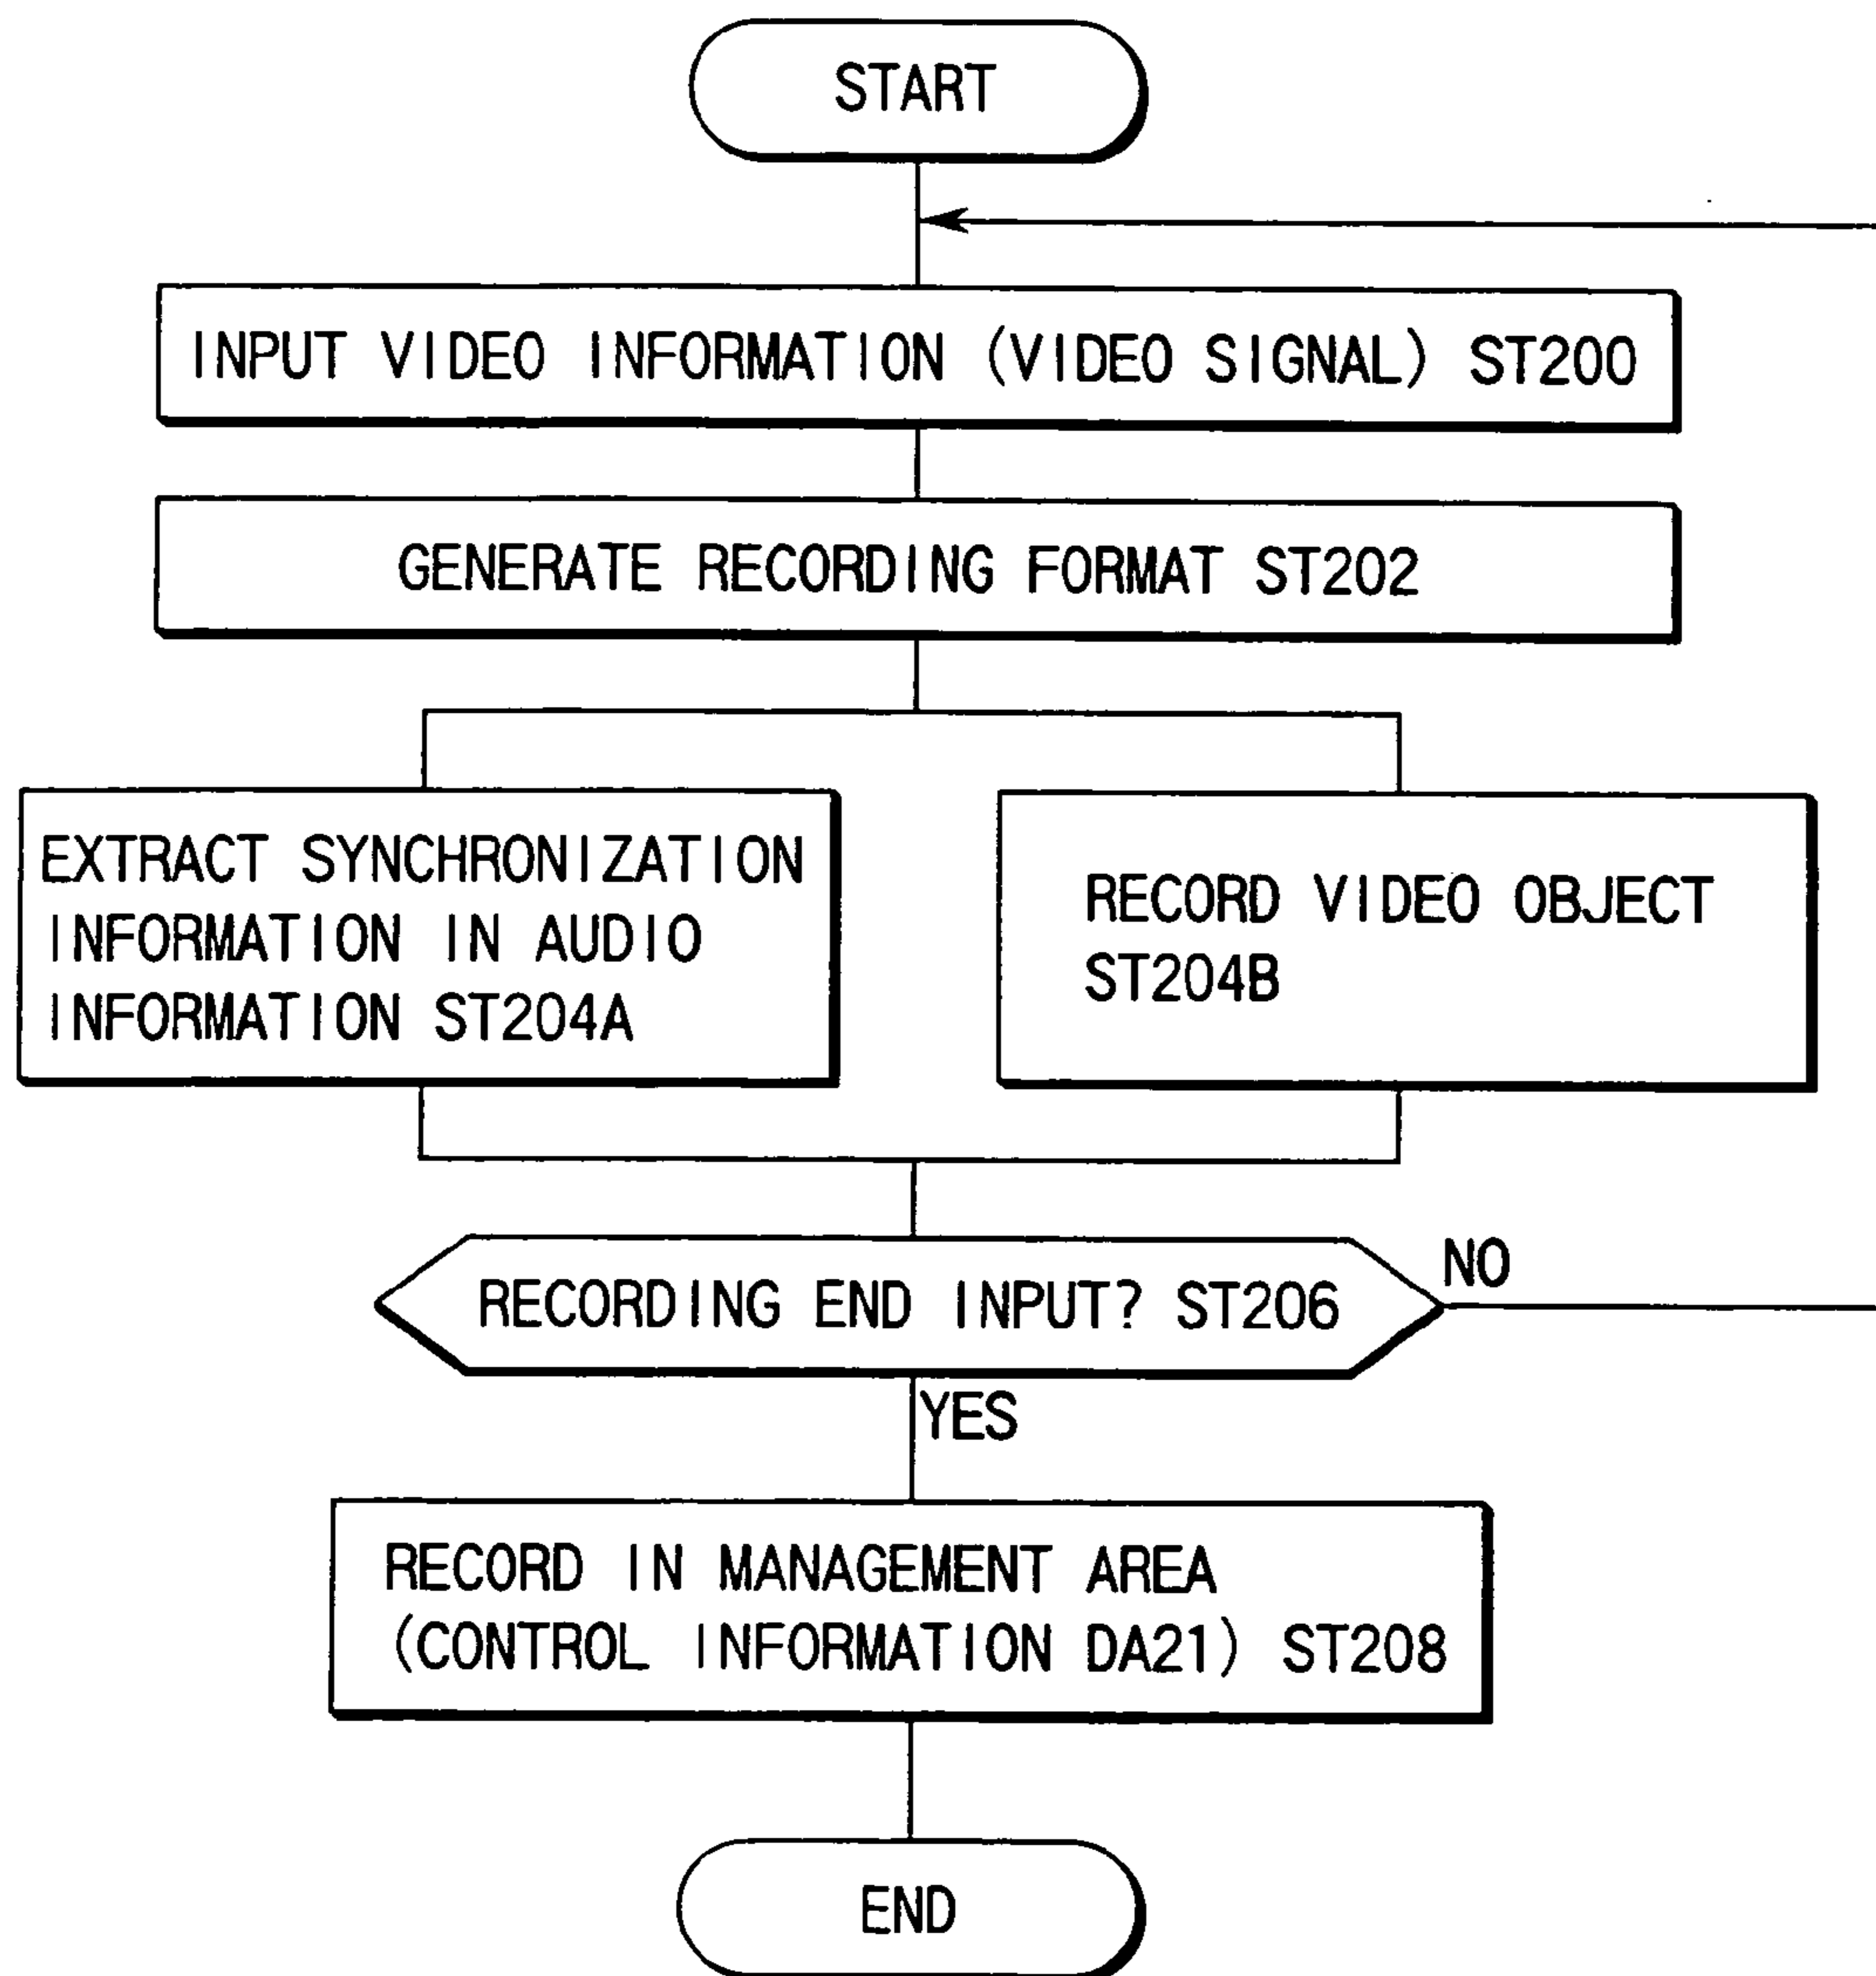 START
INPUT VIDEO INFORMATION (VIDEO SIGNAL) ST200
GENERATE RECORDING FORMAT ST202
EXTRACT SYNCHRONIZATION
INFORMATION IN AUDIO
INFORMATION ST204A
RECORD VIDEO OBJECT
ST204B
RECORDING END INPUT? ST206
NO
YES
RECORD IN MANAGEMENT AREA
(CONTROL INFORMATION DA21) ST208
END